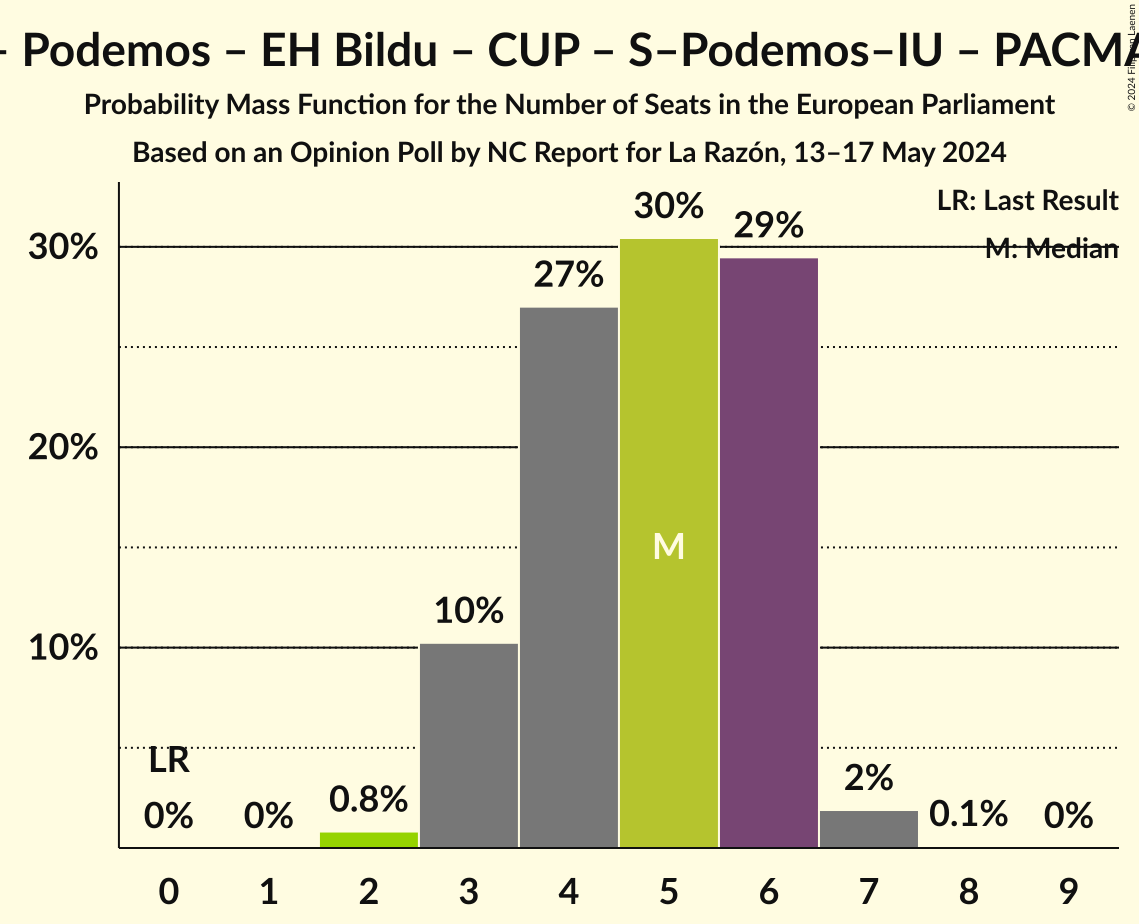 – Podemos – EH Bildu – CUP – S–Podemos–IU – PACMA
Probability Mass Function for the Number of Seats in the European Parliament
Based on an Opinion Poll by NC Report for La Razón, 13–17 May 2024
© 2024 Filip van Laenen
LR: Last Result
M: Median
30%
20%
10%
LR
0%
0%
0.8%
10%
27%
30%
29%
2%
0.1%
0%
M
0 1 2 3 4 5 6 7 8 9